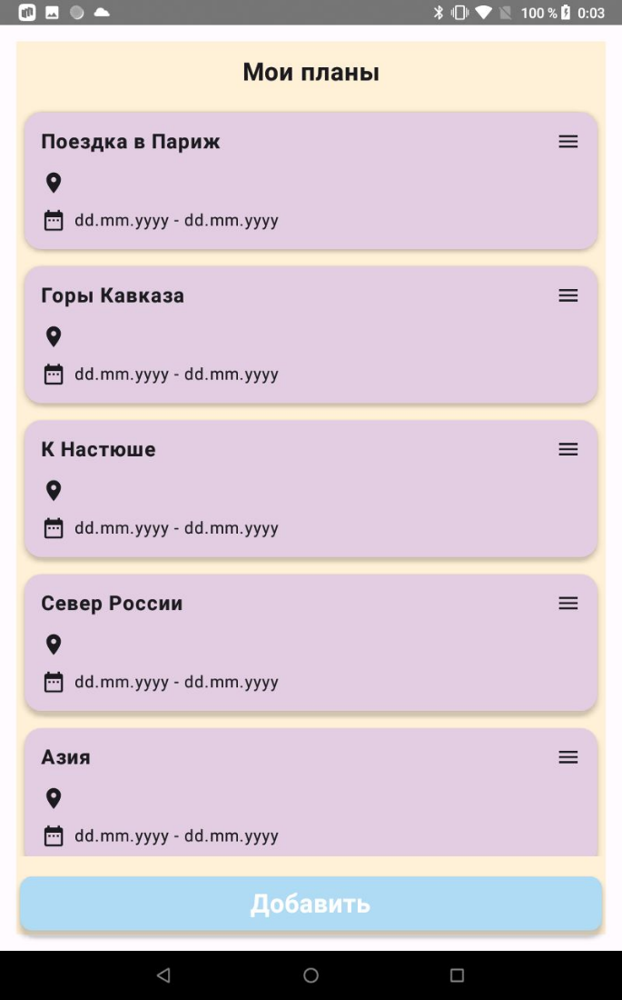 100 % 0:03
Мои планы
Поездка в Париж
dd.mm.yyyy - dd.mm.yyyy
Горы Кавказа
dd.mm.yyyy - dd.mm.yyyy
К Настюше
dd.mm.yyyy - dd.mm.yyyy
Север России
dd.mm.yyyy - dd.mm.yyyy
Азия
dd.mm.yyyy - dd.mm.yyyy
Добавить